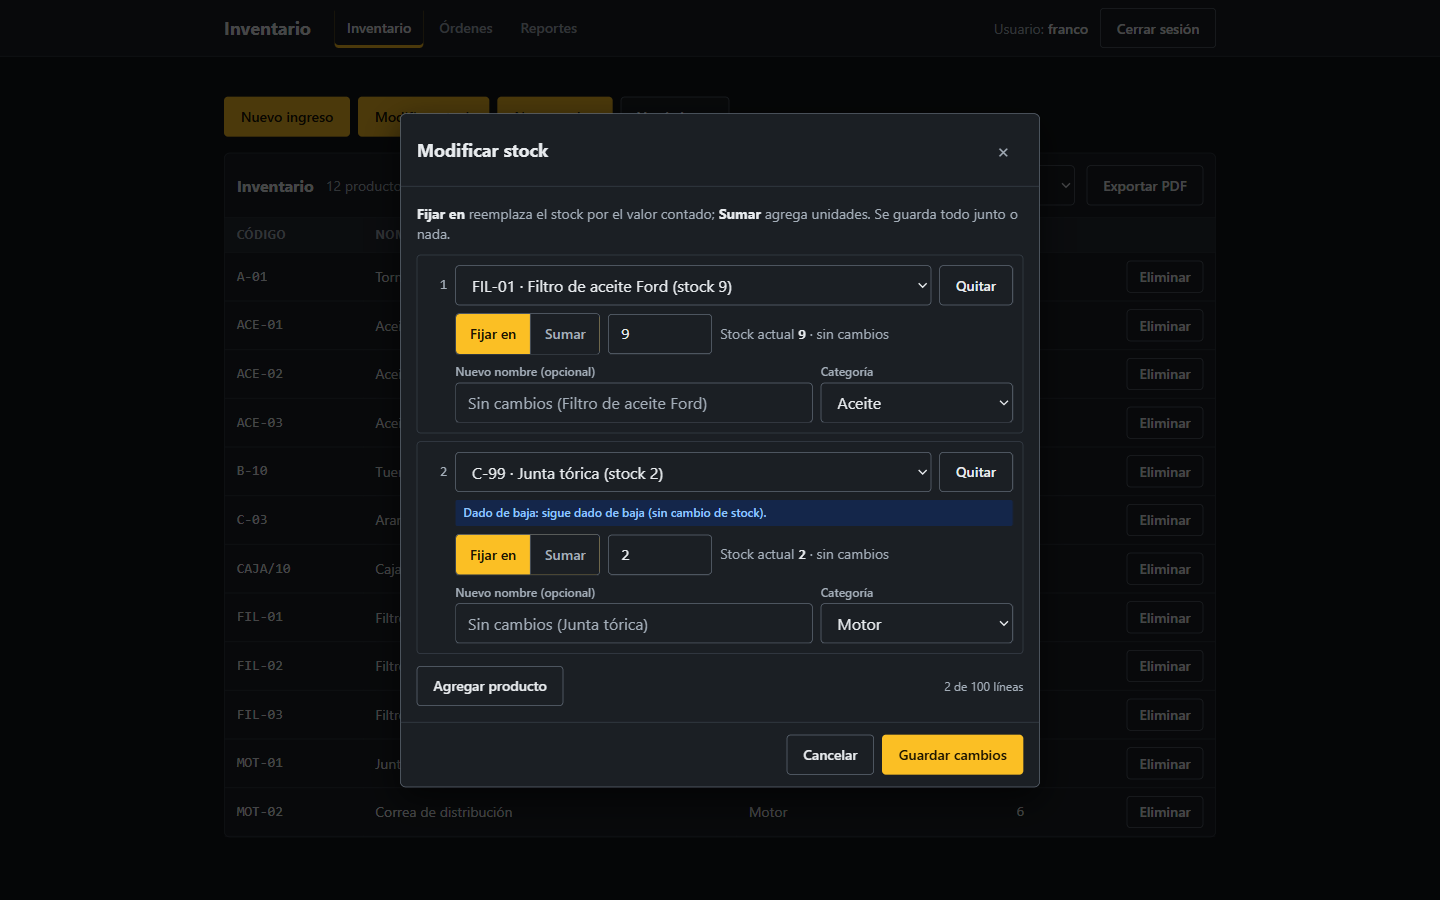 Inventario
Inventario
Órdenes
Reportes
Usuario: franco
Cerrar sesión
Nuevo ingreso
Inventario
12
Exportar PDF
CÓDIGO
A-01
Eliminar
ACE-01
Eliminar
ACE-02
Eliminar
ACE-03
Eliminar
B-10
Eliminar
C-03
Eliminar
CAJA/10
Eliminar
FIL-01
Eliminar
FIL-02
Eliminar
FIL-03
Eliminar
MOT-01
Eliminar
MOT-02
Correa de distribución
Motor
6
Eliminar
Modificar stock
×
Fijar en reemplaza el stock por el valor contado; Sumar agrega unidades. Se guarda todo junto o
nada.
1
FIL-01 · Filtro de aceite Ford (stock 9)
Quitar
Fijar en
Sumar
9
Stock actual 9 · sin cambios
Nuevo nombre (opcional)
Categoría
Sin cambios (Filtro de aceite Ford)
Aceite
2
C-99 · Junta tórica (stock 2)
Quitar
Dado de baja: sigue dado de baja (sin cambio de stock).
Fijar en
Sumar
2
Stock actual 2 · sin cambios
Nuevo nombre (opcional)
Categoría
Sin cambios (Junta tórica)
Motor
Agregar producto
2 de 100 líneas
Cancelar
Guardar cambios